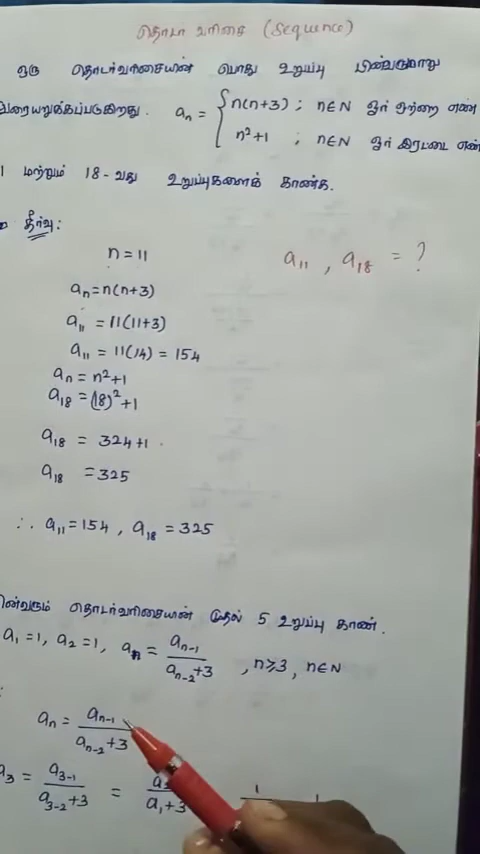 தொடர் வரிசை (Sequence)
ஒரு தொடர்வரிசையின் பொது உறுப்பு பின்வருமாறு
வரையறுக்கப்படுகிறது. aₙ = { n(n+3) ; n∈N ஓர் ஒற்றை எண்
n²+1 ; n∈N ஓர் இரட்டை எண்
11 மற்றும் 18-வது உறுப்புகளைக் காண்க.
தீர்வு:
n = 11
a₁₁ , a₁₈ = ?
aₙ = n(n+3)
a₁₁ = 11(11+3)
a₁₁ = 11(14) = 154
aₙ = n²+1
a₁₈ = (18)²+1
a₁₈ = 324+1
a₁₈ = 325
∴ a₁₁ = 154 , a₁₈ = 325
பின்வரும் தொடர்வரிசையின் முதல் 5 உறுப்பு காண்.
a₁ = 1, a₂ = 1, aₙ = aₙ₋₁ / aₙ₋₂+3 , n≥3, n∈N
aₙ = aₙ₋₁ / aₙ₋₂+3
a₃ = a₃₋₁ / a₃₋₂+3 = a₂ / a₁+3